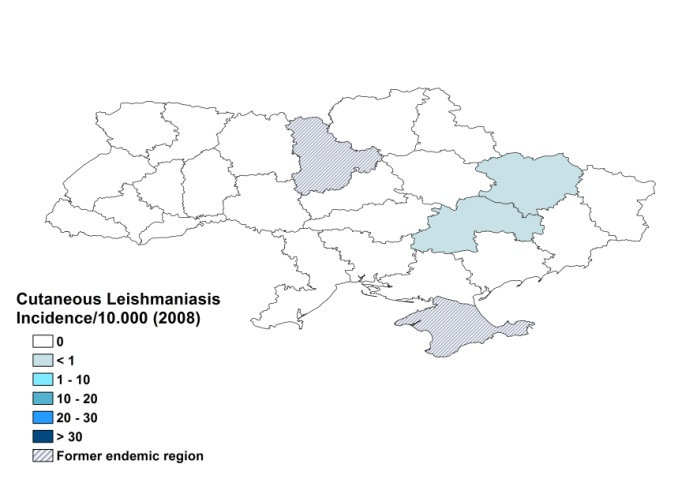 Cutaneous Leishmaniasis
Incidence/10.000 (2008)
0
< 1
1 - 10
10 - 20
20 - 30
> 30
Former endemic region